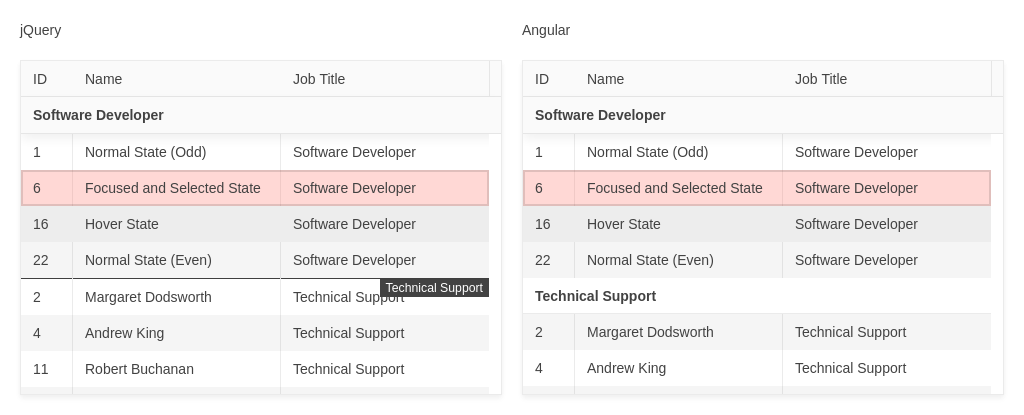 jQuery
ID Name Job Title
Software Developer
1 Normal State (Odd) Software Developer
6 Focused and Selected State Software Developer
16 Hover State Software Developer
22 Normal State (Even) Software Developer
Technical Support
2 Margaret Dodsworth Technical Support
4 Andrew King Technical Support
11 Robert Buchanan Technical Support
Angular
ID Name Job Title
Software Developer
1 Normal State (Odd) Software Developer
6 Focused and Selected State Software Developer
16 Hover State Software Developer
22 Normal State (Even) Software Developer
Technical Support
2 Margaret Dodsworth Technical Support
4 Andrew King Technical Support